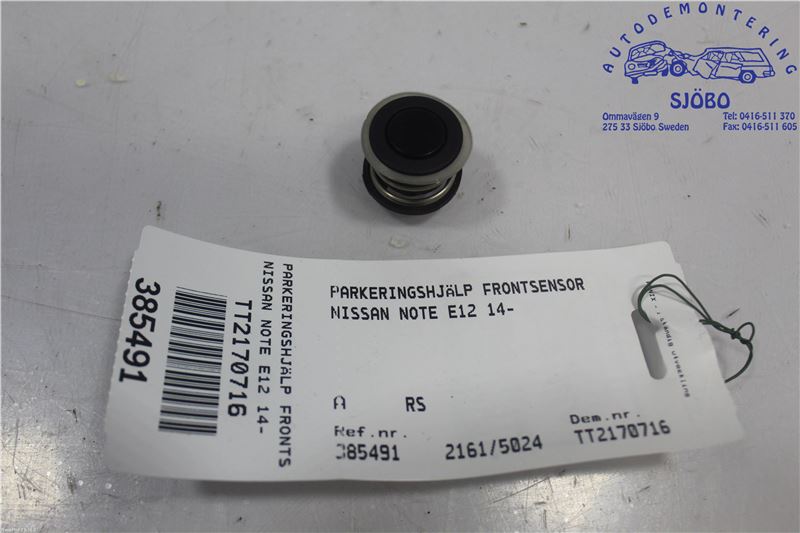 AUTODEMONTERING
SJÖBO
Ommavägen 9
275 33 Sjöbo Sweden
Tel: 0416-511 370
Fax: 0416-511 605
PARKERINGSHJäLP FRONTSENSOR
NISSAN NOTE E12 14-
A RS
Ref.nr.
385491
2161/5024
Dem.nr.
TT2170716
PARKERINGSHJäLP FRONTS
NISSAN NOTE E12 14-
TT2170716
385491
ständig utveckling